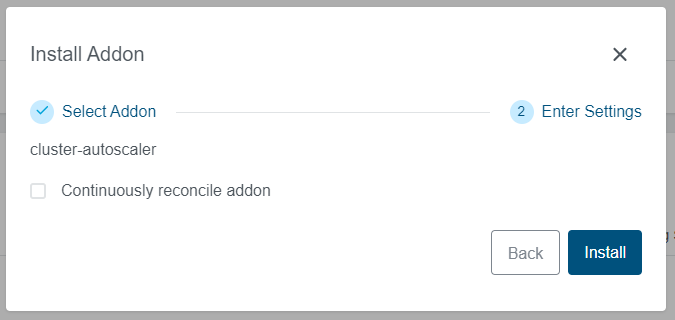 Install Addon
Select Addon
2 Enter Settings
cluster-autoscaler
Continuously reconcile addon
Back
Install